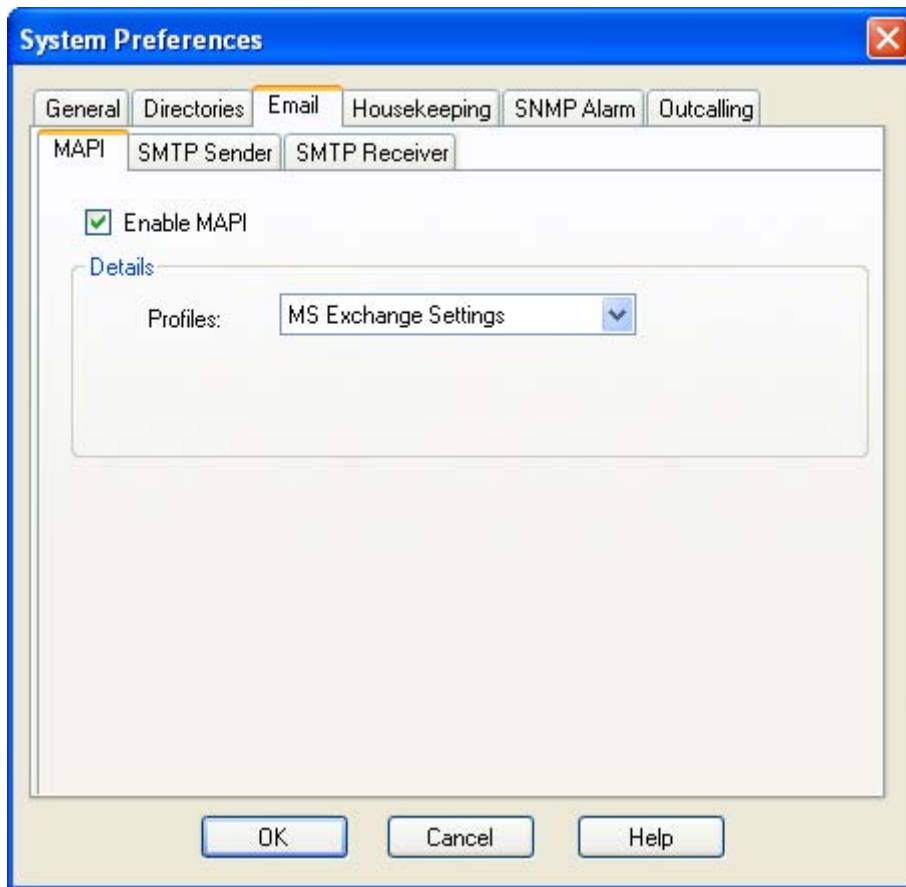 System Preferences
General Directories Email Housekeeping SNMP Alarm Outcalling
MAPI SMTP Sender SMTP Receiver
Enable MAPI
Details
Profiles: MS Exchange Settings
OK Cancel Help